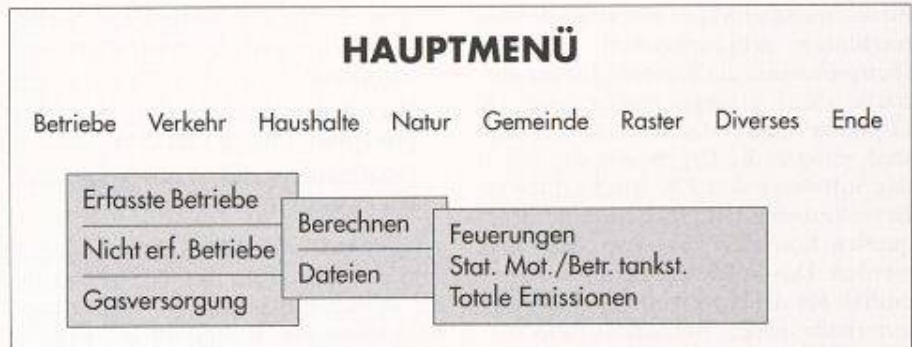 HAUPTMENÜ
Betriebe Verkehr Haushalte Natur Gemeinde Raster Diverses Ende
Erfasste Betriebe
Nicht erf. Betriebe
Gasversorgung
Berechnen
Dateien
Feuerungen
Stat. Mot./Betr. tankst.
Totale Emissionen